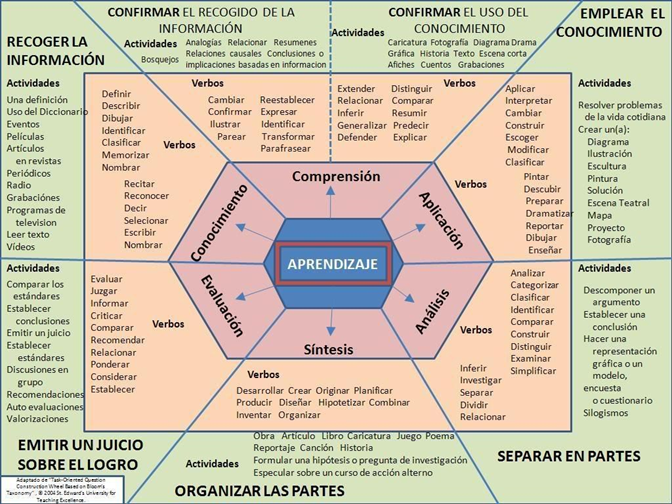 CONFIRMAR EL RECOGIDO DE LA
INFORMACIÓN
Actividades
Bosquejos
Analogías Relacionar Resumenes
Relaciones causales Conclusiones o
implicaciones basadas en informacion
CONFIRMAR EL USO DEL
CONOCIMIENTO
Actividades
Caricatura Fotografía Diagrama Drama
Gráfica Historia Texto Escena corta
Afiches Cuentos Grabaciones
EMPLEAR EL
CONOCIMIENTO
Actividades
Resolver problemas
de la vida cotidiana
Crear un(a):
Diagrama
Ilustración
Escultura
Pintura
Solución
Escena Teatral
Mapa
Proyecto
Fotografía
RECOGER LA
INFORMACIÓN
Actividades
Una definición
Uso del Diccionario
Eventos
Películas
Artículos
en revistas
Periódicos
Radio
Grabaciónes
Programas de
television
Leer texto
Vídeos
Definir
Describir
Dibujar
Identificar
Clasificar
Memorizar
Nombrar
Verbos
Recitar
Reconocer
Decir
Selecionar
Escribir
Nombrar
Verbos
Cambiar
Confirmar
Ilustrar
Parear
Reestablecer
Expresar
Identificar
Transformar
Parafrasear
Verbos
Extender
Relacionar
Inferir
Generalizar
Defender
Distinguir
Comparar
Resumir
Predecir
Explicar
Aplicar
Interpretar
Cambiar
Construir
Escoger
Modificar
Clasificar
Verbos
Pintar
Descubir
Preparar
Dramatizar
Reportar
Dibujar
Enseñar
Conocimiento
Comprensión
Aplicación
APRENDIZAJE
Evaluación
Síntesis
Análisis
Actividades
Comparar los
estándares
Establecer
conclusiones
Emitir un juicio
Establecer
estándares
Discusiones en
grupo
Recomendaciones
Auto evaluaciones
Valorizaciones
Evaluar
Juzgar
Informar
Criticar
Comparar
Recomendar
Relacionar
Ponderar
Considerar
Establecer
Verbos
Verbos
Desarrollar Crear Originar Planificar
Producir Diseñar Hipotetizar Combinar
Inventar Organizar
Verbos
Analizar
Categorizar
Clasificar
Identificar
Comparar
Construir
Distinguir
Examinar
Simplificar
Inferir
Investigar
Separar
Dividir
Relacionar
Actividades
Descomponer un
argumento
Establecer una
conclusión
Hacer una
representación
gráfica o un
modelo,
encuesta
o cuestionario
Silogismos
EMITIR UN JUICIO
SOBRE EL LOGRO
Actividades
Obra Artículo Libro Caricatura Juego Poema
Reportaje Canción Historia
Formular una hipótesis o pregunta de investigación
Especular sobre un curso de acción alterno
ORGANIZAR LAS PARTES
SEPARAR EN PARTES
Adaptado de "Task-Oriented Question
Construction Wheel Based on Bloom's
Taxonomy", ® 2004 St. Edward's University for
Teaching Excellence.